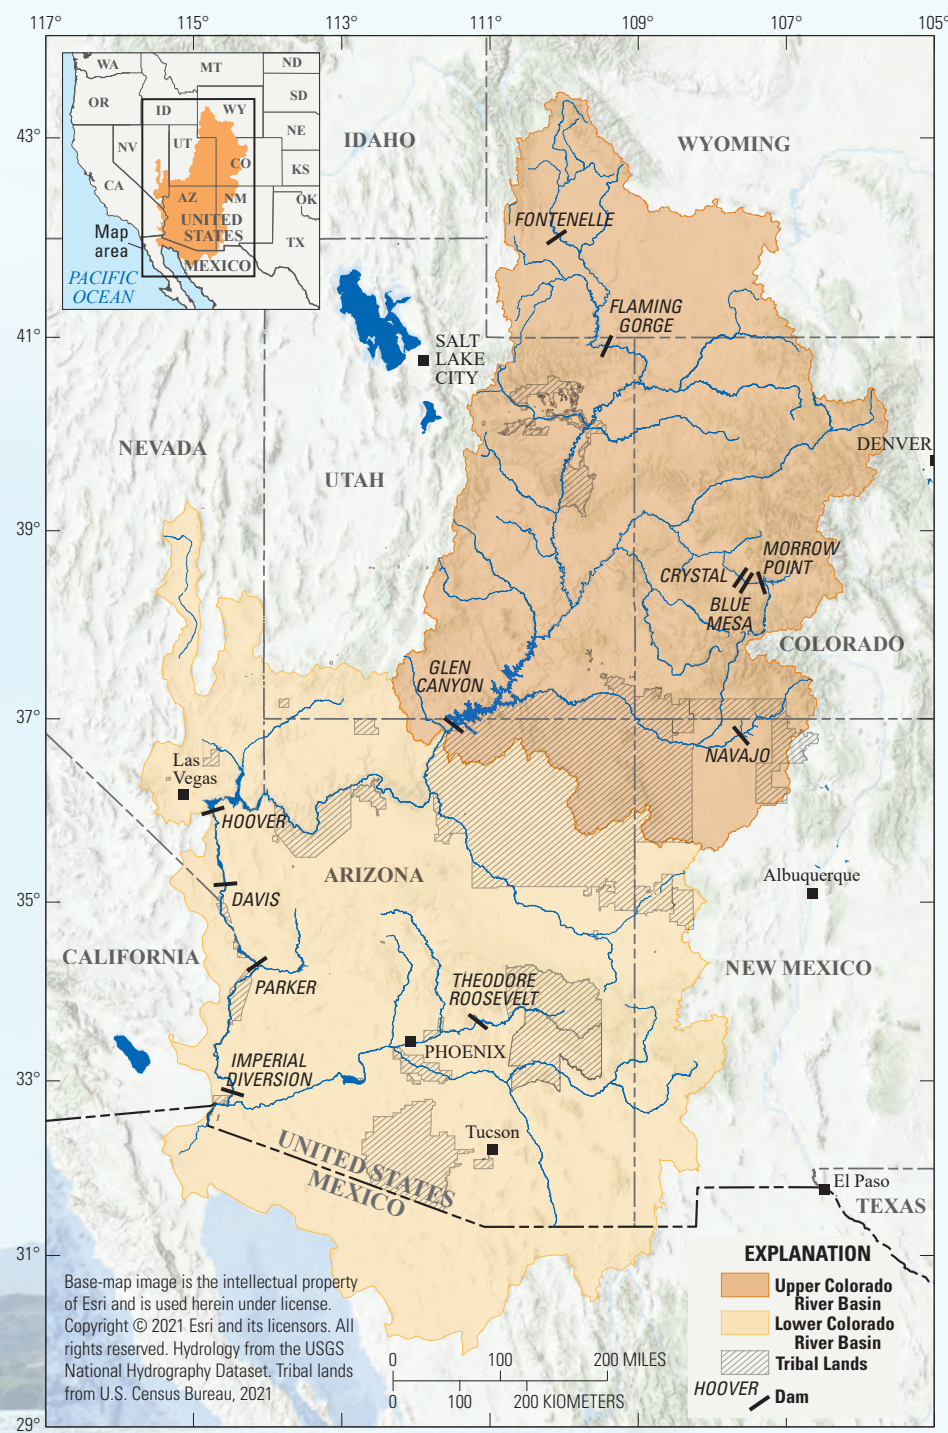 117°
115°
113°
111°
109°
107°
105°
WA
MT
ND
OR
ID
WY
SD
NE
NV
UT
CO
KS
CA
AZ
NM
OK
UNITED
STATES
TX
MEXICO
Map
area
PACIFIC
OCEAN
43°
IDAHO
WYOMING
FONTENELLE
FLAMING
GORGE
41°
SALT
LAKE
CITY
NEVADA
UTAH
DENVER
39°
MORROW
POINT
CRYSTAL
BLUE
MESA
COLORADO
GLEN
CANYON
37°
NAVAJO
Las
Vegas
HOOVER
ARIZONA
Albuquerque
35°
DAVIS
CALIFORNIA
NEW MEXICO
PARKER
THEODORE
ROOSEVELT
PHOENIX
33°
IMPERIAL
DIVERSION
Tucson
UNITED STATES
MEXICO
El Paso
TEXAS
31°
29°
Base-map image is the intellectual property
of Esri and is used herein under license.
Copyright © 2021 Esri and its licensors. All
rights reserved. Hydrology from the USGS
National Hydrography Dataset. Tribal lands
from U.S. Census Bureau, 2021
0 100 200 MILES
0 100 200 KIOMETERS
EXPLANATION
Upper Colorado
River Basin
Lower Colorado
River Basin
Tribal Lands
HOOVER
Dam